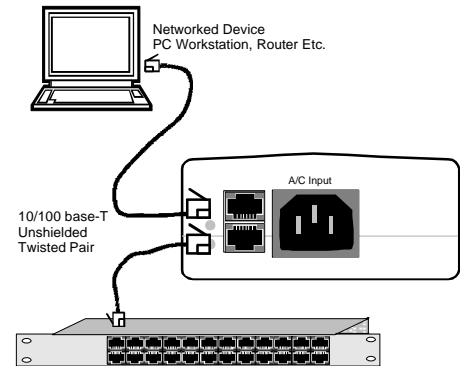 Networked Device
PC Workstation, Router Etc.
A/C Input
10/100 base-T
Unshielded
Twisted Pair